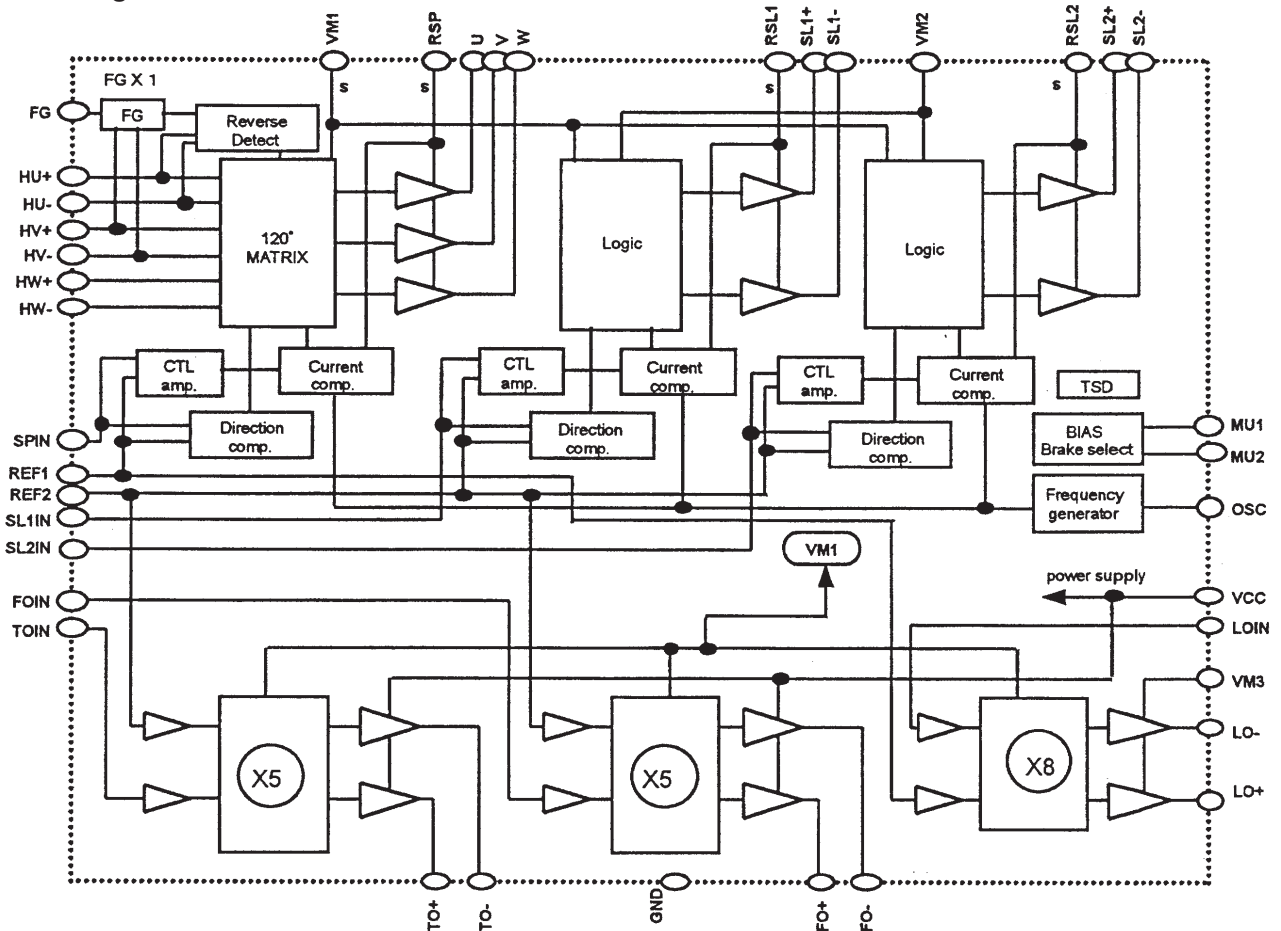 VM1
RSP
U
V
W
RSL1
SL1+
SL1-
VM2
RSL2
SL2+
SL2-
FG X 1
s
s
s
s
FG
FG
Reverse
Detect
HU+
HU-
HV+
HV-
HW+
HW-
120°
MATRIX
Logic
Logic
CTL
amp.
Current
comp.
CTL
amp.
Current
comp.
CTL
amp.
Current
comp.
TSD
Direction
comp.
Direction
comp.
Direction
comp.
BIAS
Brake select
MU1
MU2
SPIN
REF1
REF2
SL1IN
SL2IN
Frequency
generator
OSC
VM1
power supply
VCC
FOIN
TOIN
LOIN
VM3
LO-
LO+
X5
X5
X8
TO+
TO-
GND
FO+
FO-